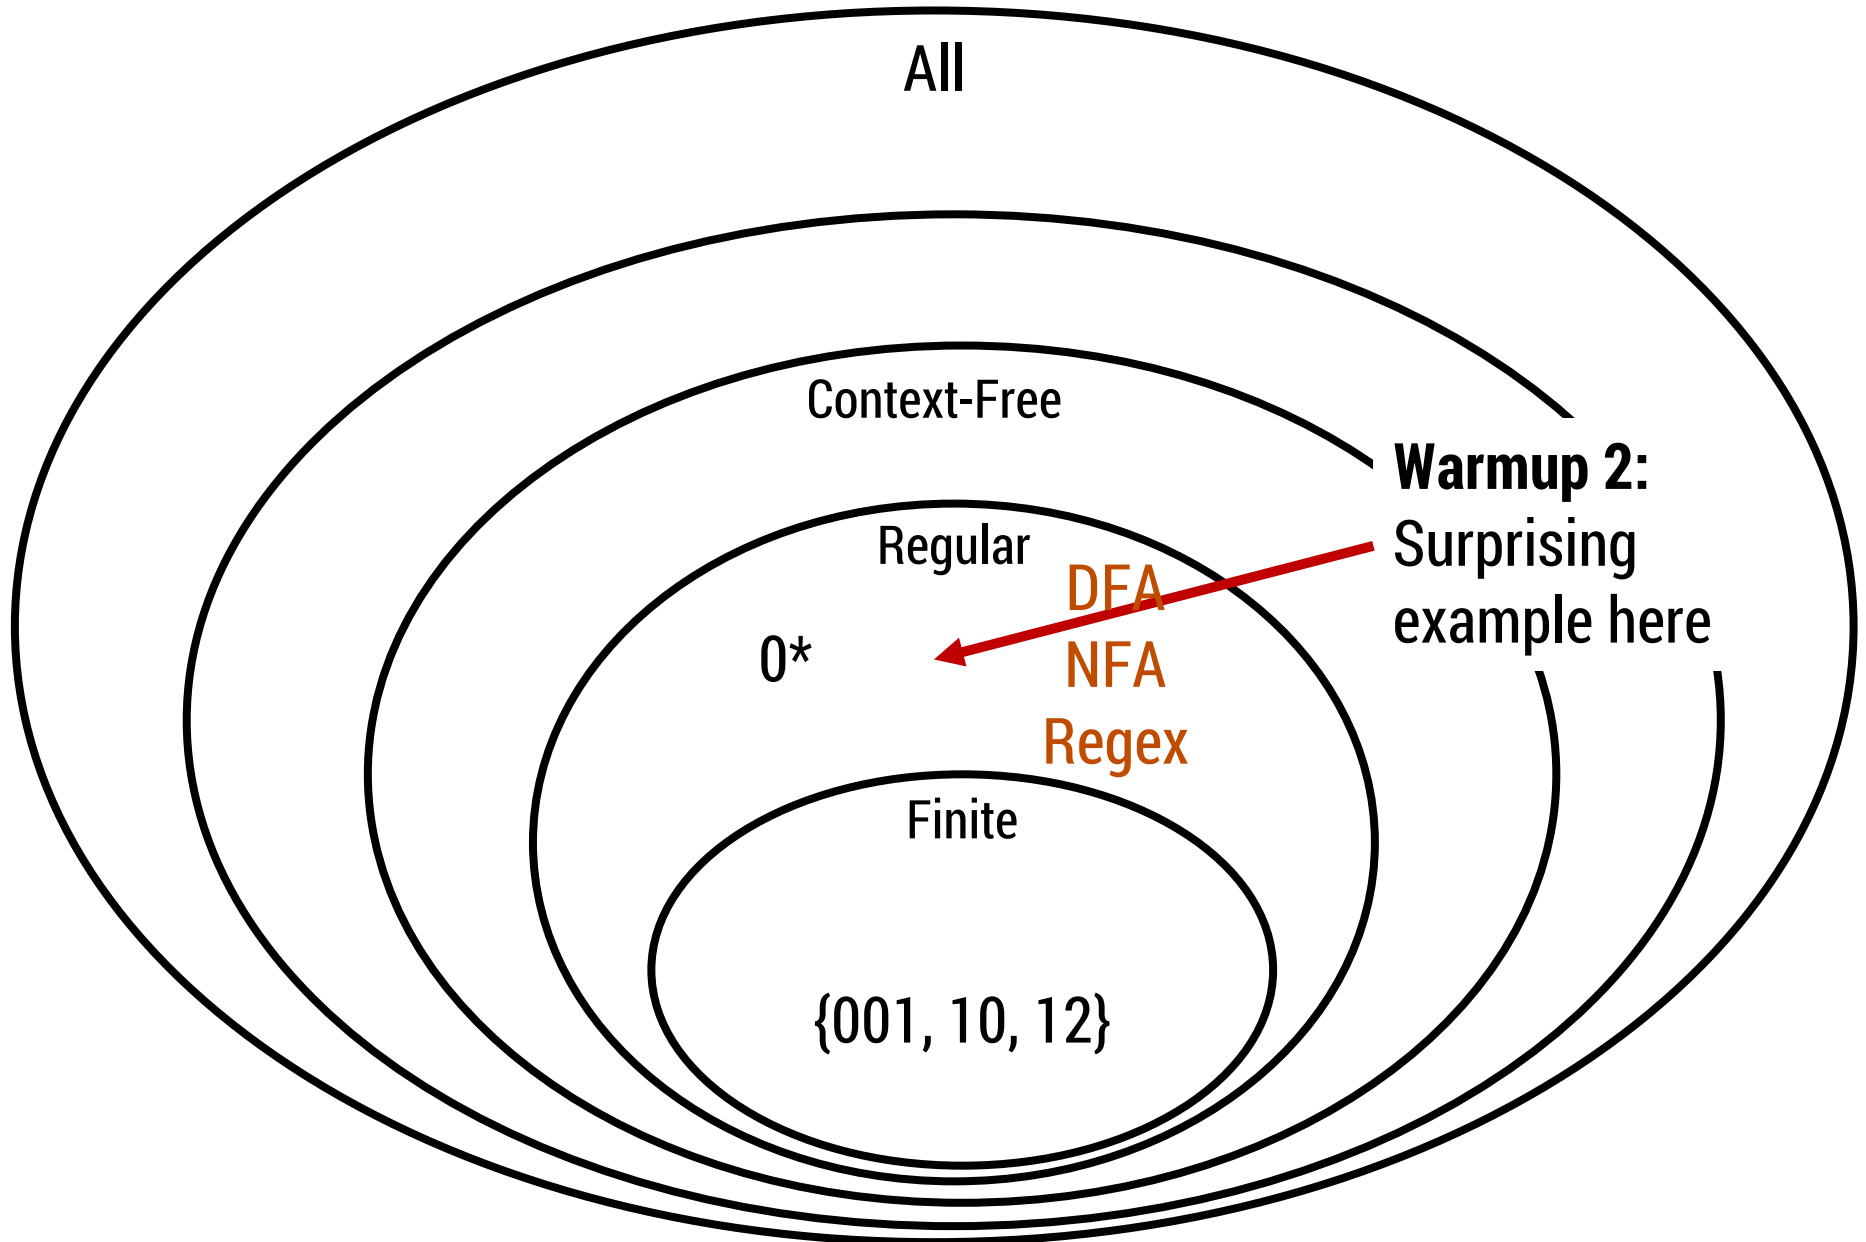 All
Context-Free
Warmup 2:
Surprising
example here
Regular
DFA
0*
NFA
Regex
Finite
{001, 10, 12}